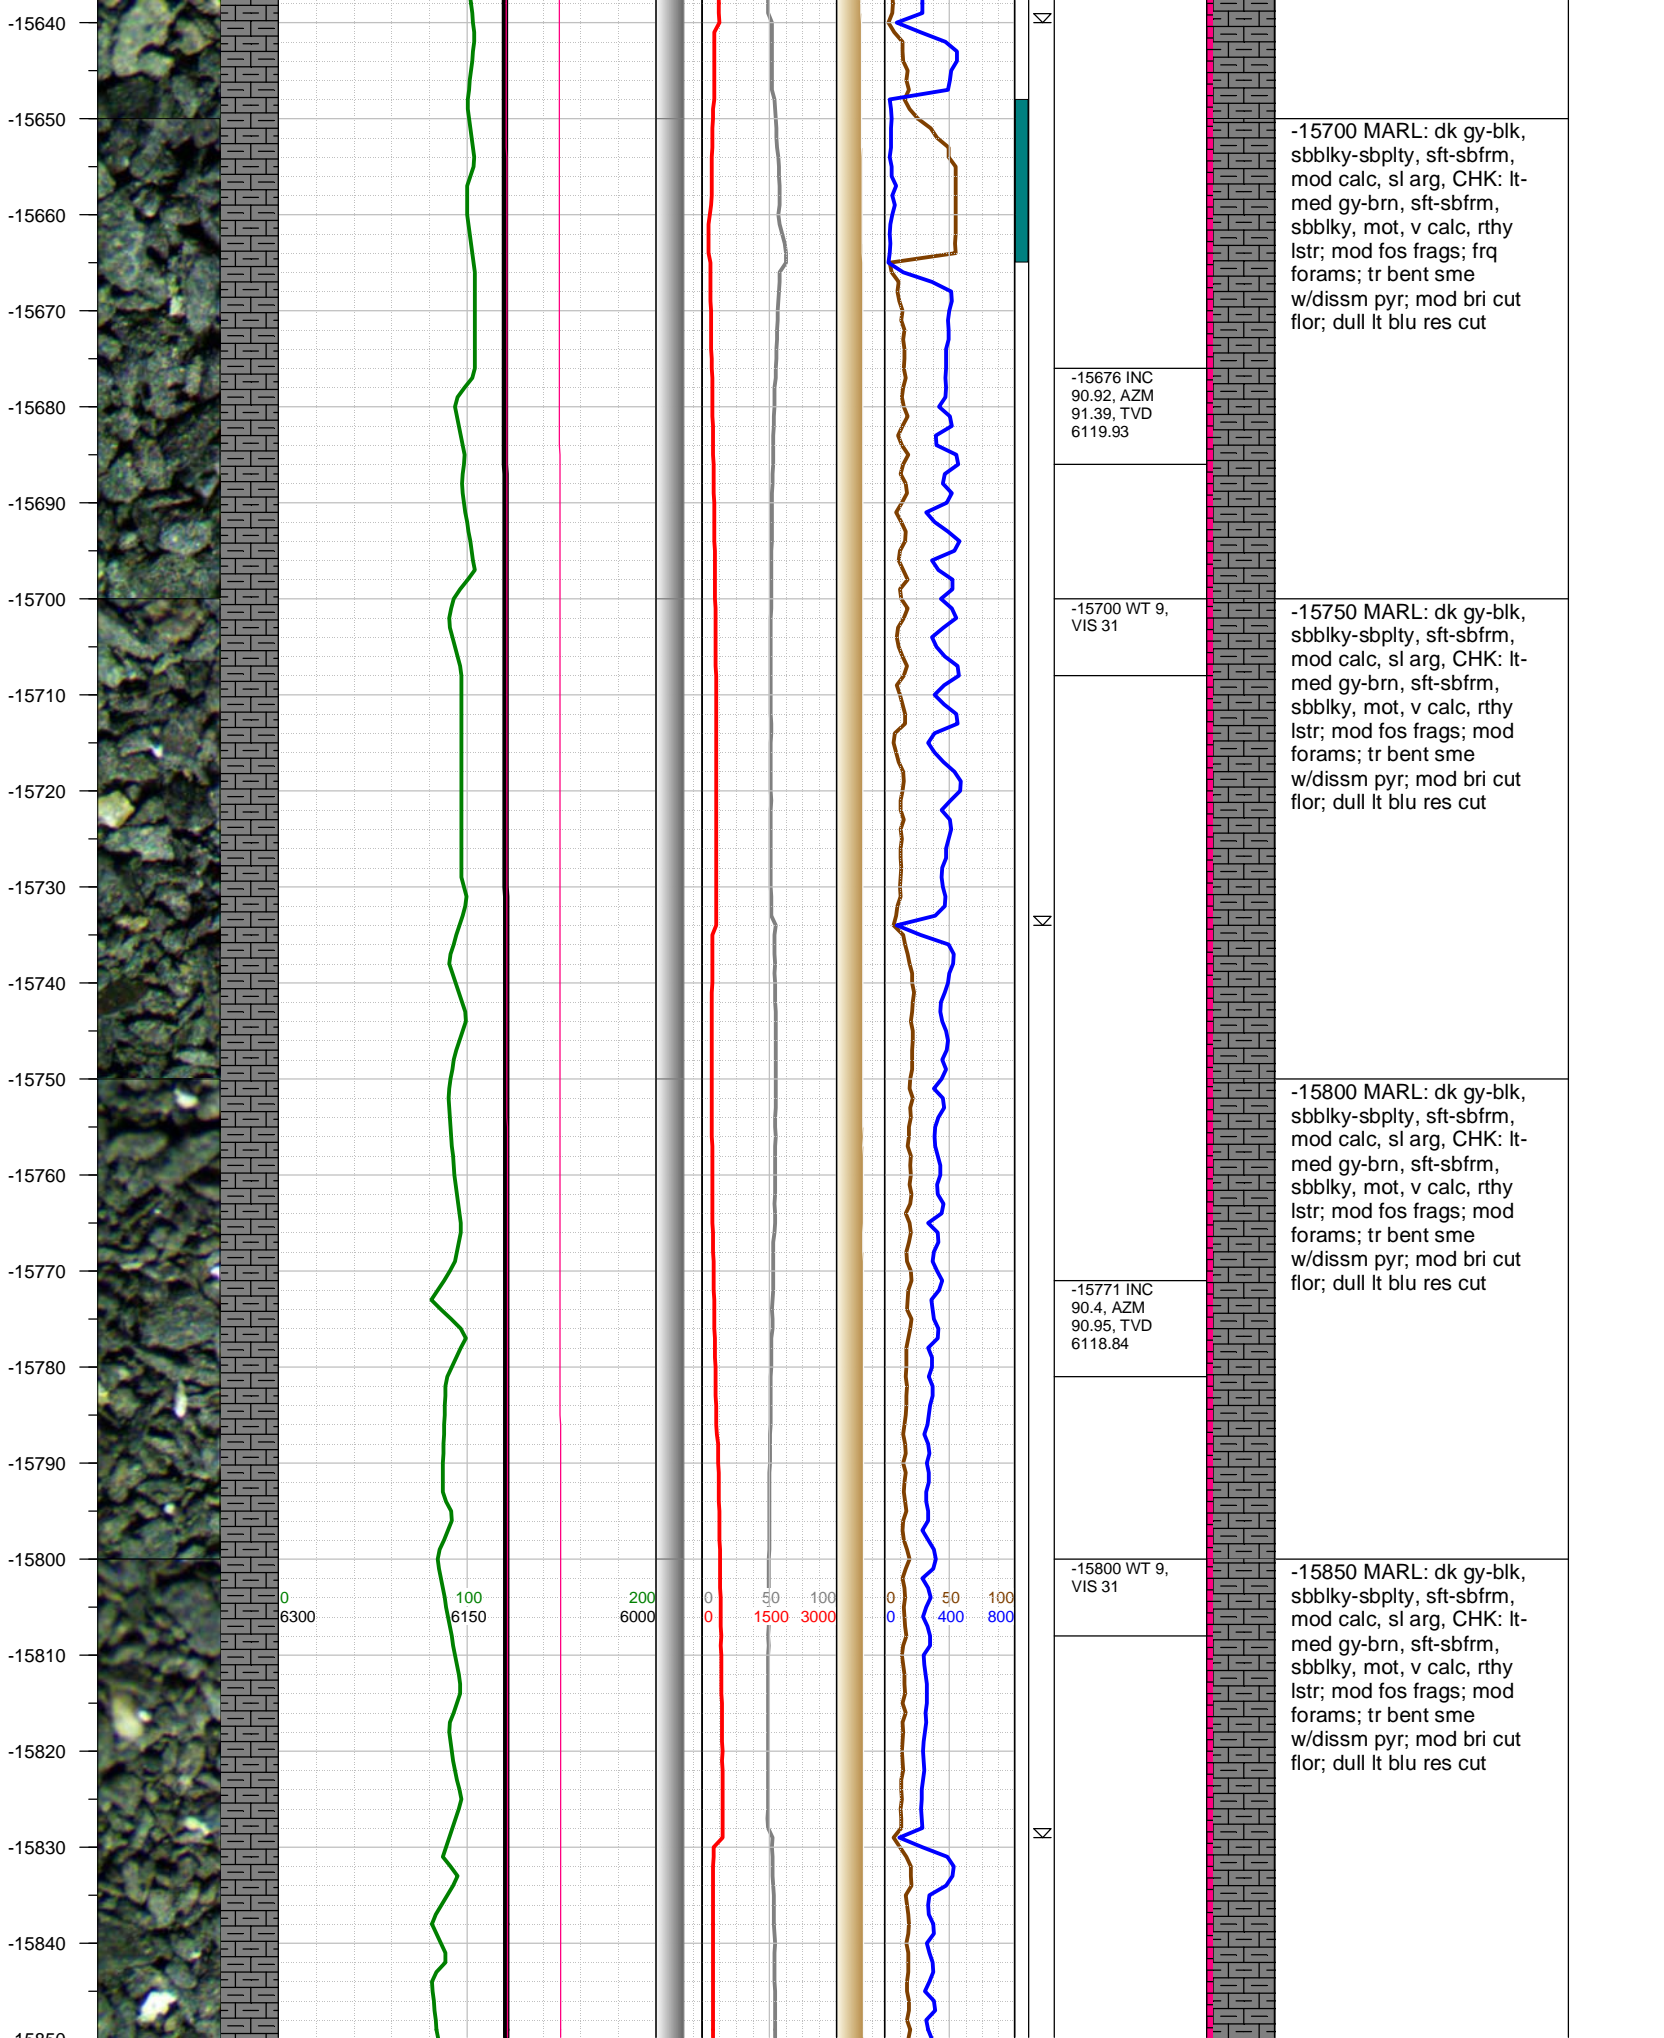 -15640
-15650
-15660
-15670
-15680
-15690
-15700
-15710
-15720
-15730
-15740
-15750
-15760
-15770
-15780
-15790
-15800
-15810
-15820
-15830
-15840
-15850
0 100 200
6300 6150 6000
0 50 100
0 1500 3000
0 50 100
0 400 800
-15676 INC
90.92, AZM
91.39, TVD
6119.93
-15700 WT 9,
VIS 31
-15771 INC
90.4, AZM
90.95, TVD
6118.84
-15800 WT 9,
VIS 31
-15700 MARL: dk gy-blk,
sbblky-sbplty, sft-sbfrm,
mod calc, sl arg, CHK: lt-
med gy-brn, sft-sbfrm,
sbblky, mot, v calc, rthy
lstr; mod fos frags; frq
forams; tr bent sme
w/dissm pyr; mod bri cut
flor; dull lt blu res cut
-15750 MARL: dk gy-blk,
sbblky-sbplty, sft-sbfrm,
mod calc, sl arg, CHK: lt-
med gy-brn, sft-sbfrm,
sbblky, mot, v calc, rthy
lstr; mod fos frags; mod
forams; tr bent sme
w/dissm pyr; mod bri cut
flor; dull lt blu res cut
-15800 MARL: dk gy-blk,
sbblky-sbplty, sft-sbfrm,
mod calc, sl arg, CHK: lt-
med gy-brn, sft-sbfrm,
sbblky, mot, v calc, rthy
lstr; mod fos frags; mod
forams; tr bent sme
w/dissm pyr; mod bri cut
flor; dull lt blu res cut
-15850 MARL: dk gy-blk,
sbblky-sbplty, sft-sbfrm,
mod calc, sl arg, CHK: lt-
med gy-brn, sft-sbfrm,
sbblky, mot, v calc, rthy
lstr; mod fos frags; mod
forams; tr bent sme
w/dissm pyr; mod bri cut
flor; dull lt blu res cut